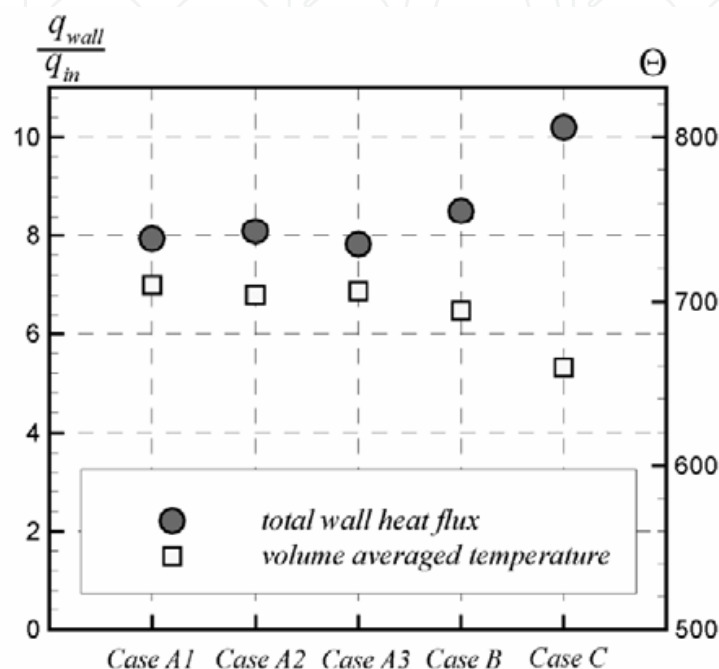 q_wall
q_in
Θ
10
8
6
4
2
0
800
700
600
500
total wall heat flux
volume averaged temperature
Case A1 Case A2 Case A3 Case B Case C